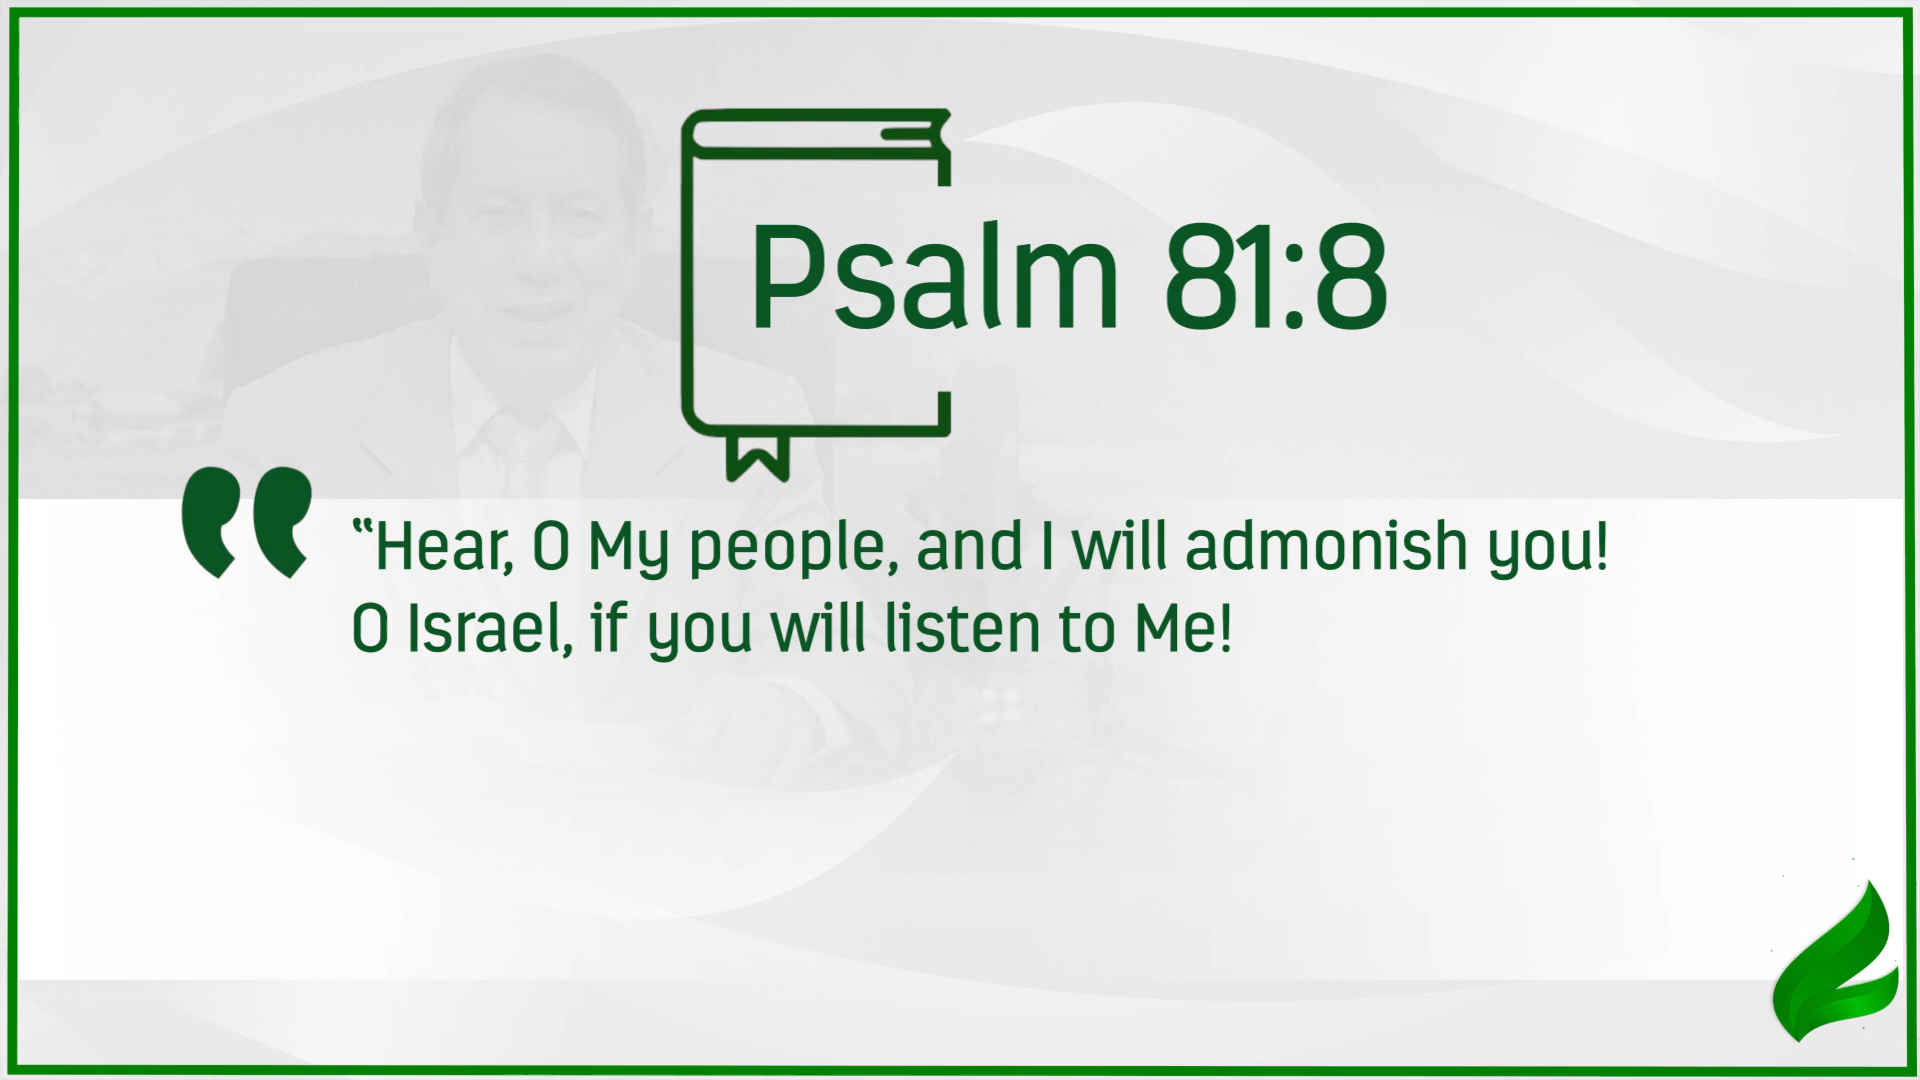 Psalm 81:8
“Hear, O My people, and I will admonish you!
O Israel, if you will listen to Me!